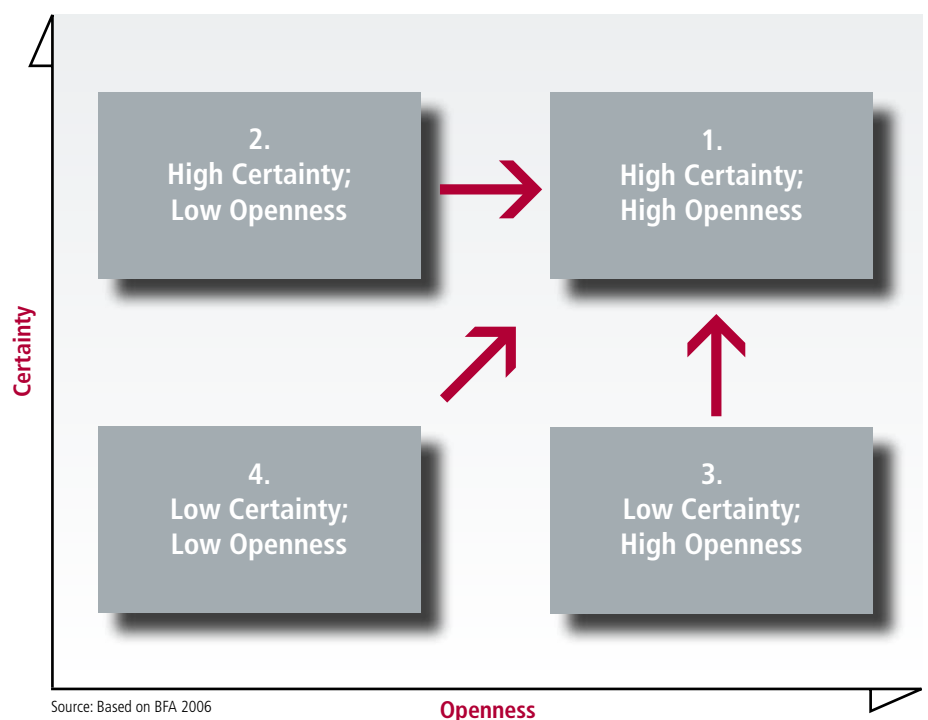 2.
High Certainty;
Low Openness
1.
High Certainty;
High Openness
Certainty
4.
Low Certainty;
Low Openness
3.
Low Certainty;
High Openness
Source: Based on BFA 2006
Openness